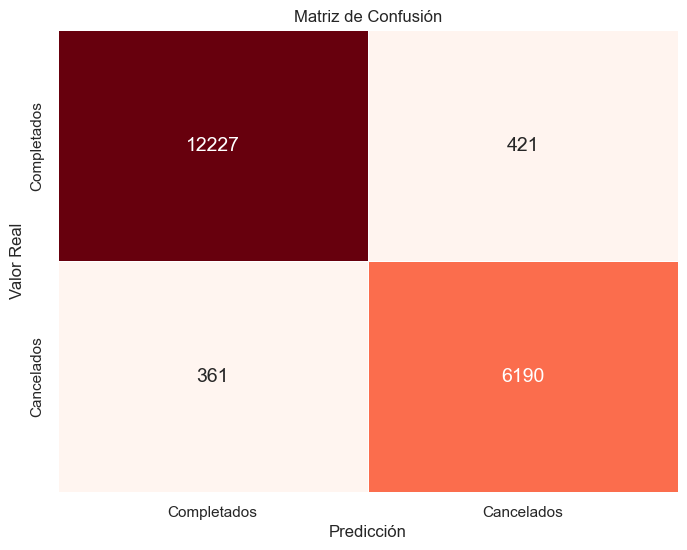 Matriz de Confusión
Valor Real
Completados
12227
421
Cancelados
361
6190
Completados
Cancelados
Predicción